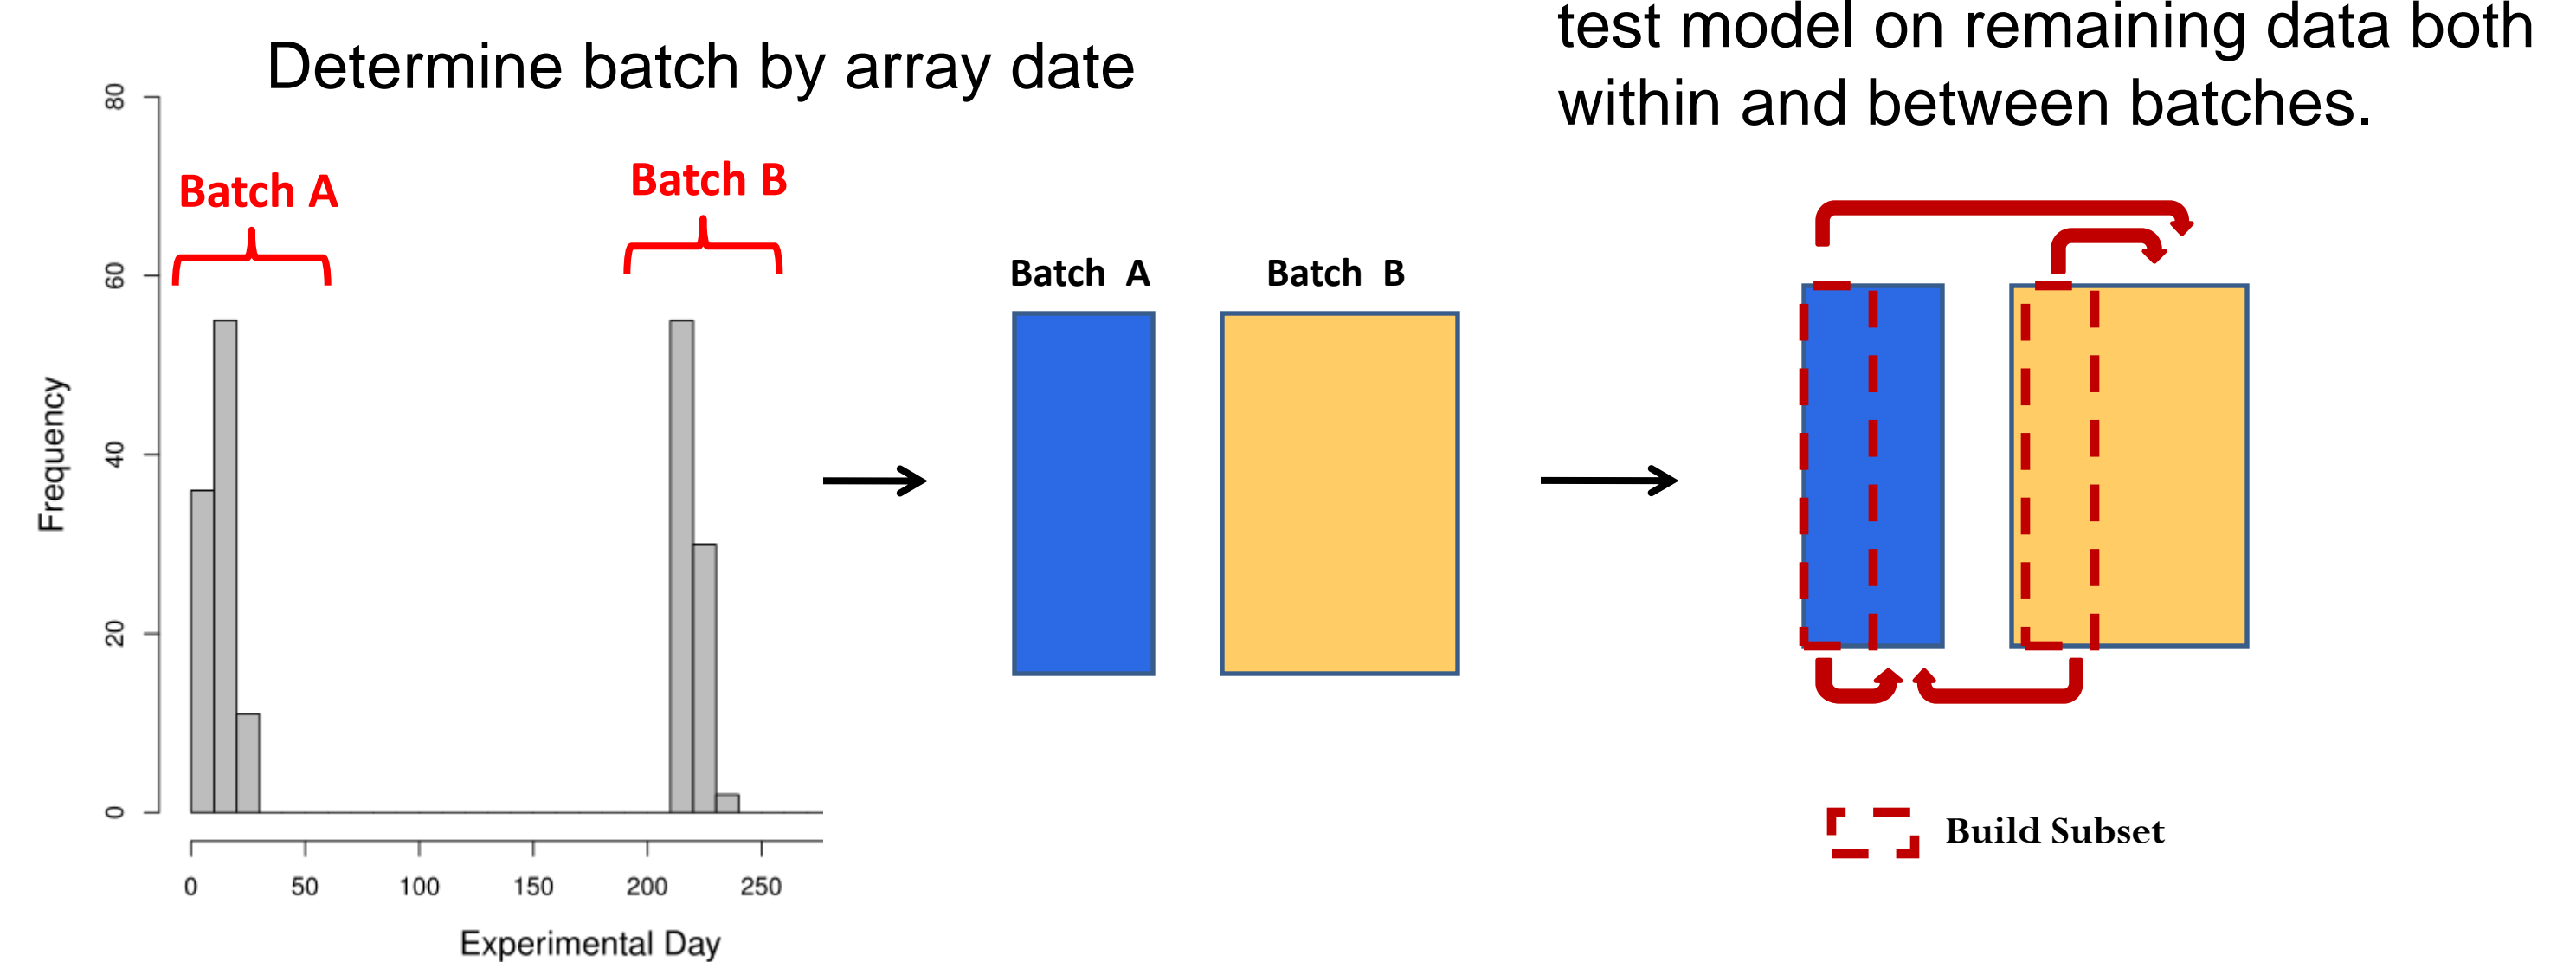 Determine batch by array date
test model on remaining data both
within and between batches.
80
60
40
20
0
Frequency
Batch A
Batch B
0 50 100 150 200 250
Experimental Day
Batch A
Batch B
Build Subset